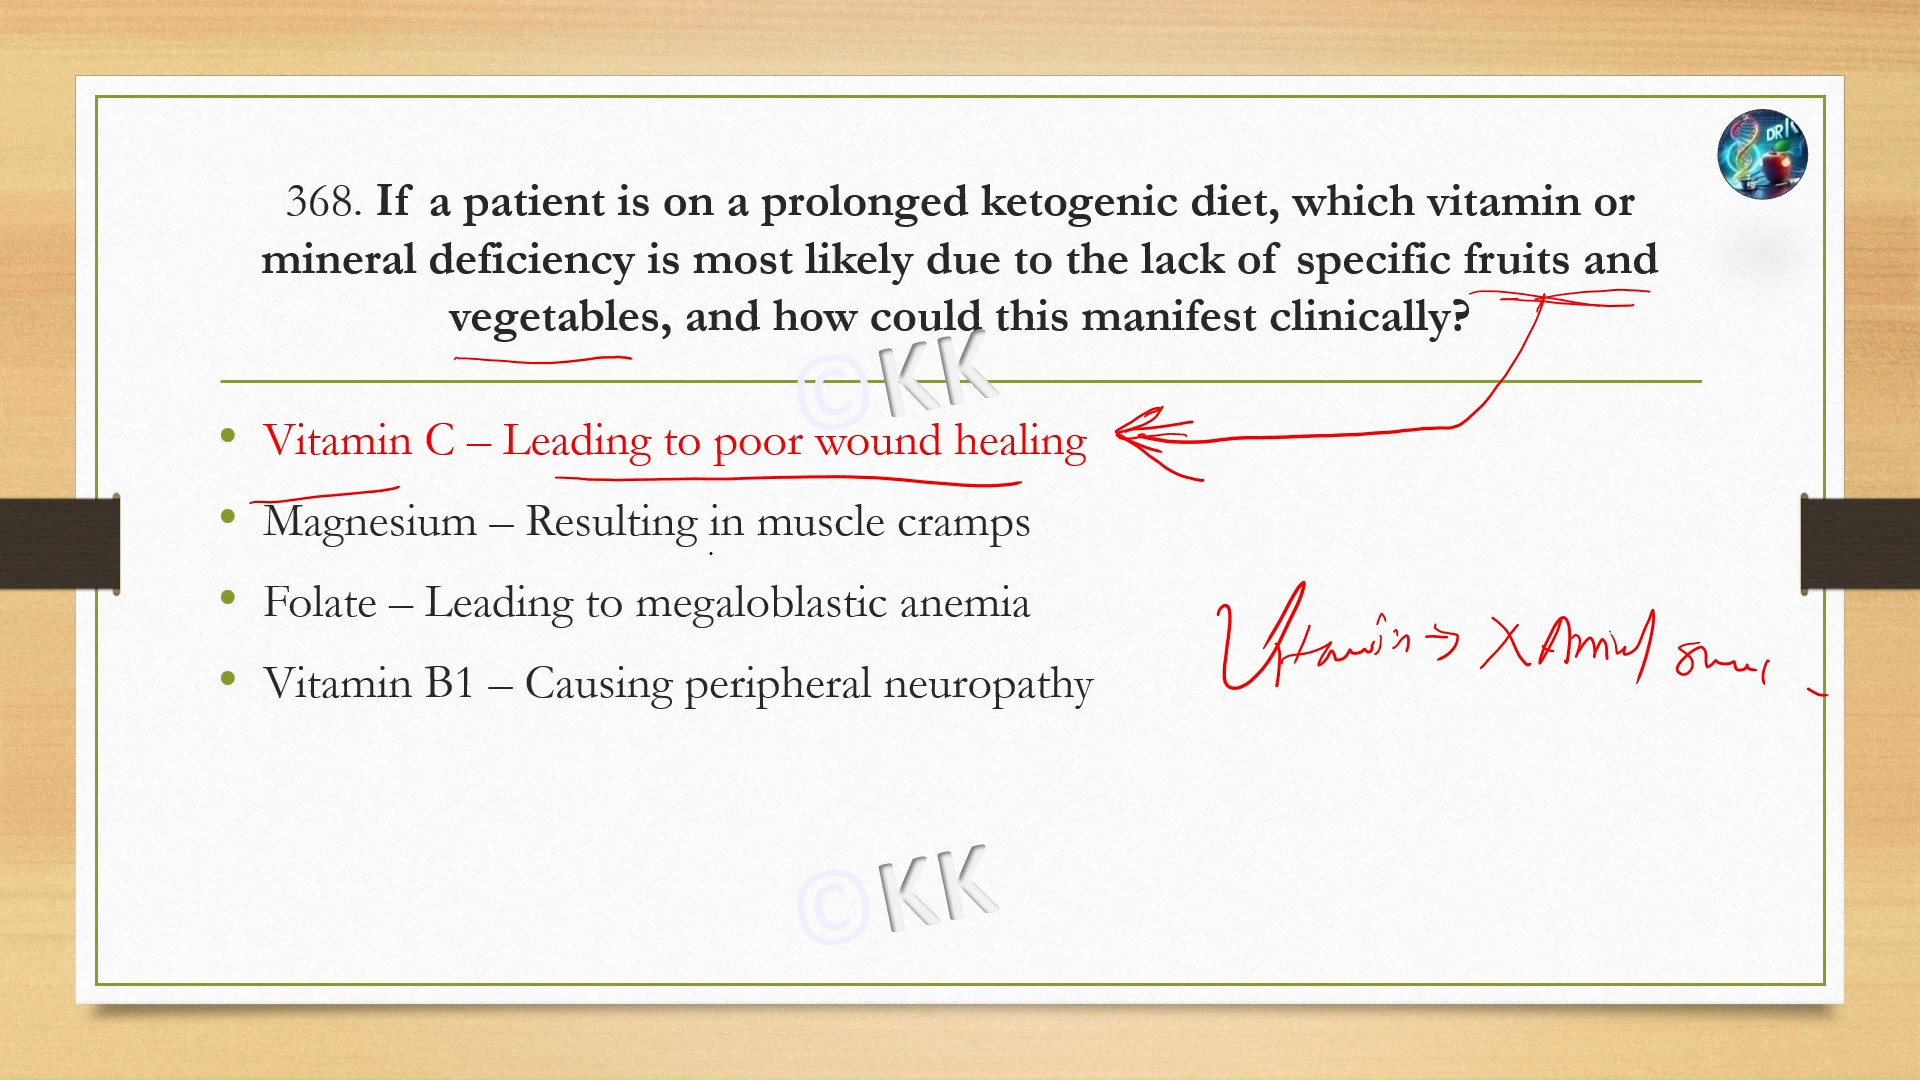 DR K
368. If a patient is on a prolonged ketogenic diet, which vitamin or
mineral deficiency is most likely due to the lack of specific fruits and
vegetables, and how could this manifest clinically?
©KK
• Vitamin C – Leading to poor wound healing
• Magnesium – Resulting in muscle cramps
• Folate – Leading to megaloblastic anemia
• Vitamin B1 – Causing peripheral neuropathy
Vitamin → X
©KK